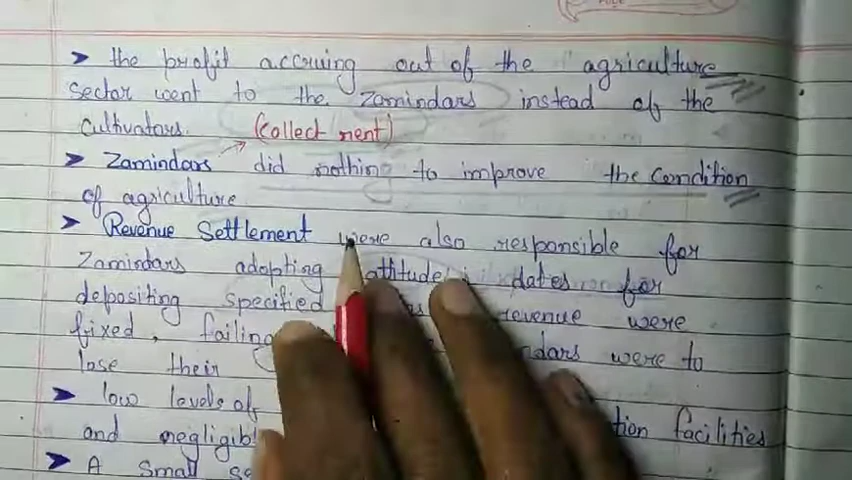 ➤ the profit accruing out of the agriculture
sector went to the zamindars instead of the
cultivators. (collect rent)
➤ Zamindars did nothing to improve the condition
of agriculture
➤ Revenue Settlement were also responsible for
Zamindars adopting attitude dates for
depositing specified revenue were
fixed, failing were to
lose their
➤ low levels of facilities
and
➤ A small